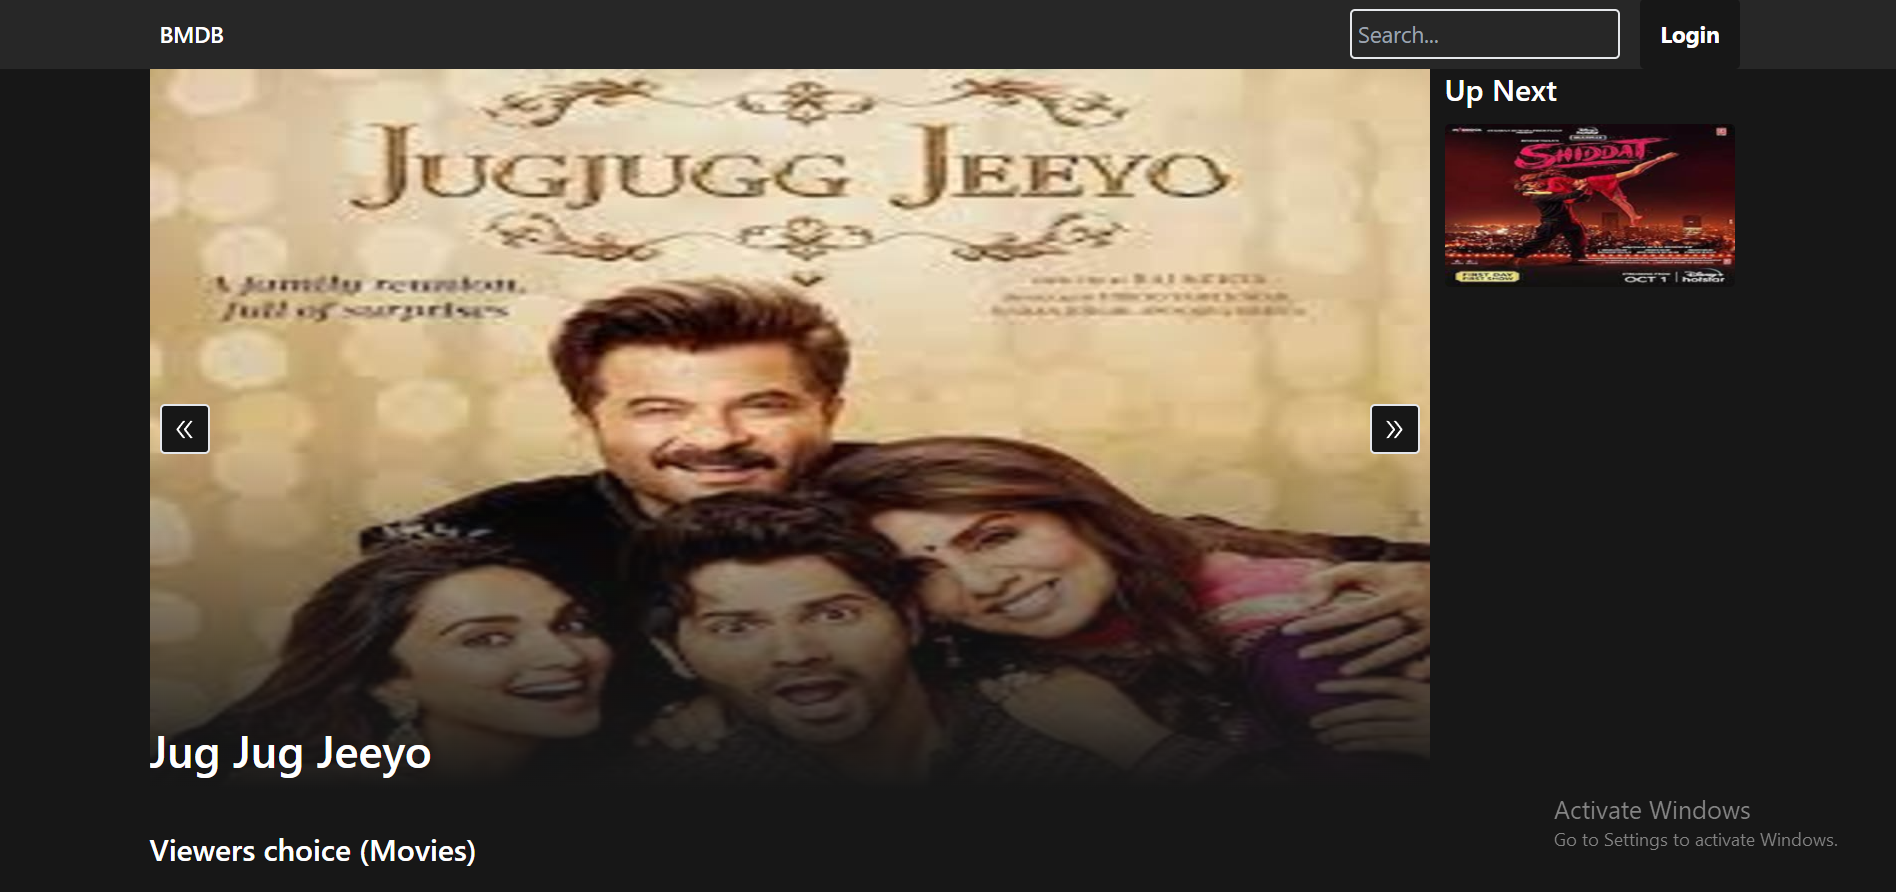 BMDB
Search...
Login
JUGJUGG JEEYO
A family reunion,
full of surprises
«
»
Up Next
SHIDDAT
FIRST DAY
FIRST SHOW
OCT 1
Disney+
hotstar
Jug Jug Jeeyo
Viewers choice (Movies)
Activate Windows
Go to Settings to activate Windows.